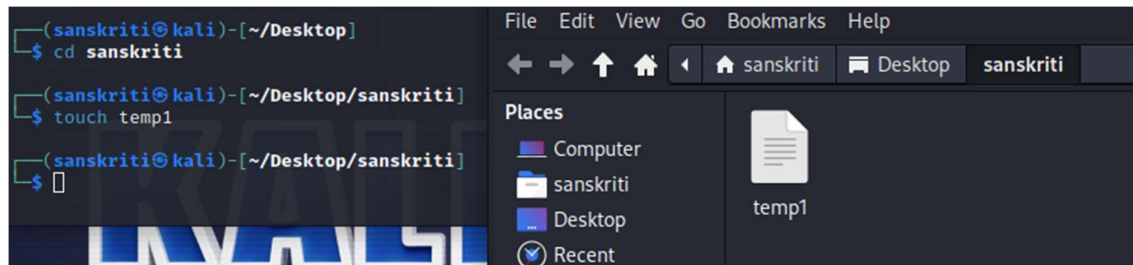 ┌──(sanskriti㉿kali)-[~/Desktop]
└─$ cd sanskriti
┌──(sanskriti㉿kali)-[~/Desktop/sanskriti]
└─$ touch temp1
┌──(sanskriti㉿kali)-[~/Desktop/sanskriti]
└─$
KALI
File Edit View Go Bookmarks Help
sanskriti Desktop sanskriti
Places
Computer
sanskriti
Desktop
Recent
temp1